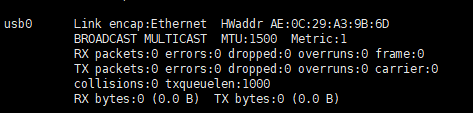 usb0 Link encap:Ethernet HWaddr AE:0C:29:A3:9B:6D
BROADCAST MULTICAST MTU:1500 Metric:1
RX packets:0 errors:0 dropped:0 overruns:0 frame:0
TX packets:0 errors:0 dropped:0 overruns:0 carrier:0
collisions:0 txqueuelen:1000
RX bytes:0 (0.0 B) TX bytes:0 (0.0 B)